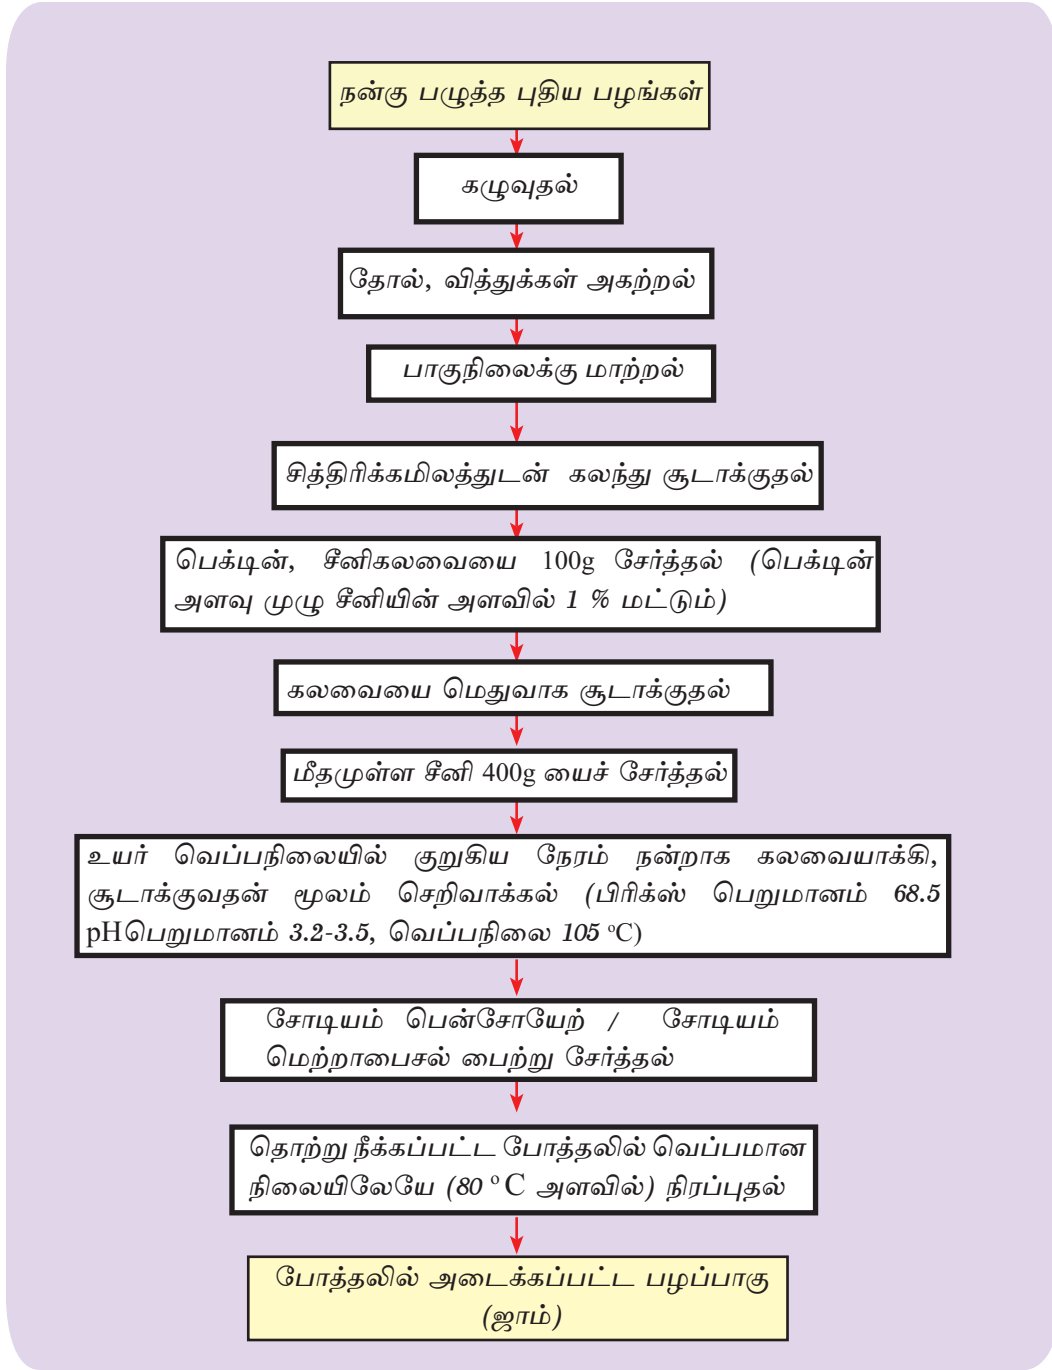 நன்கு பழுத்த புதிய பழங்கள்
கழுவுதல்
தோல், வித்துக்கள் அகற்றல்
பாகுநிலைக்கு மாற்றல்
சித்திரிக்கமிலத்துடன் கலந்து சூடாக்குதல்
பெக்டின், சீனிகலவையை 100g சேர்த்தல் (பெக்டின்
அளவு முழு சீனியின் அளவில் 1 % மட்டும்)
கலவையை மெதுவாக சூடாக்குதல்
மீதமுள்ள சீனி 400g யைச் சேர்த்தல்
உயர் வெப்பநிலையில் குறுகிய நேரம் நன்றாக கலவையாக்கி,
சூடாக்குவதன் மூலம் செறிவாக்கல் (பிரிக்ஸ் பெறுமானம் 68.5
pHபெறுமானம் 3.2-3.5, வெப்பநிலை 105 °C)
சோடியம் பென்சோயேற் / சோடியம்
மெற்றாபைசல் பைற்று சேர்த்தல்
தொற்று நீக்கப்பட்ட போத்தலில் வெப்பமான
நிலையிலேயே (80 °C அளவில்) நிரப்புதல்
போத்தலில் அடைக்கப்பட்ட பழப்பாகு
(ஜாம்)